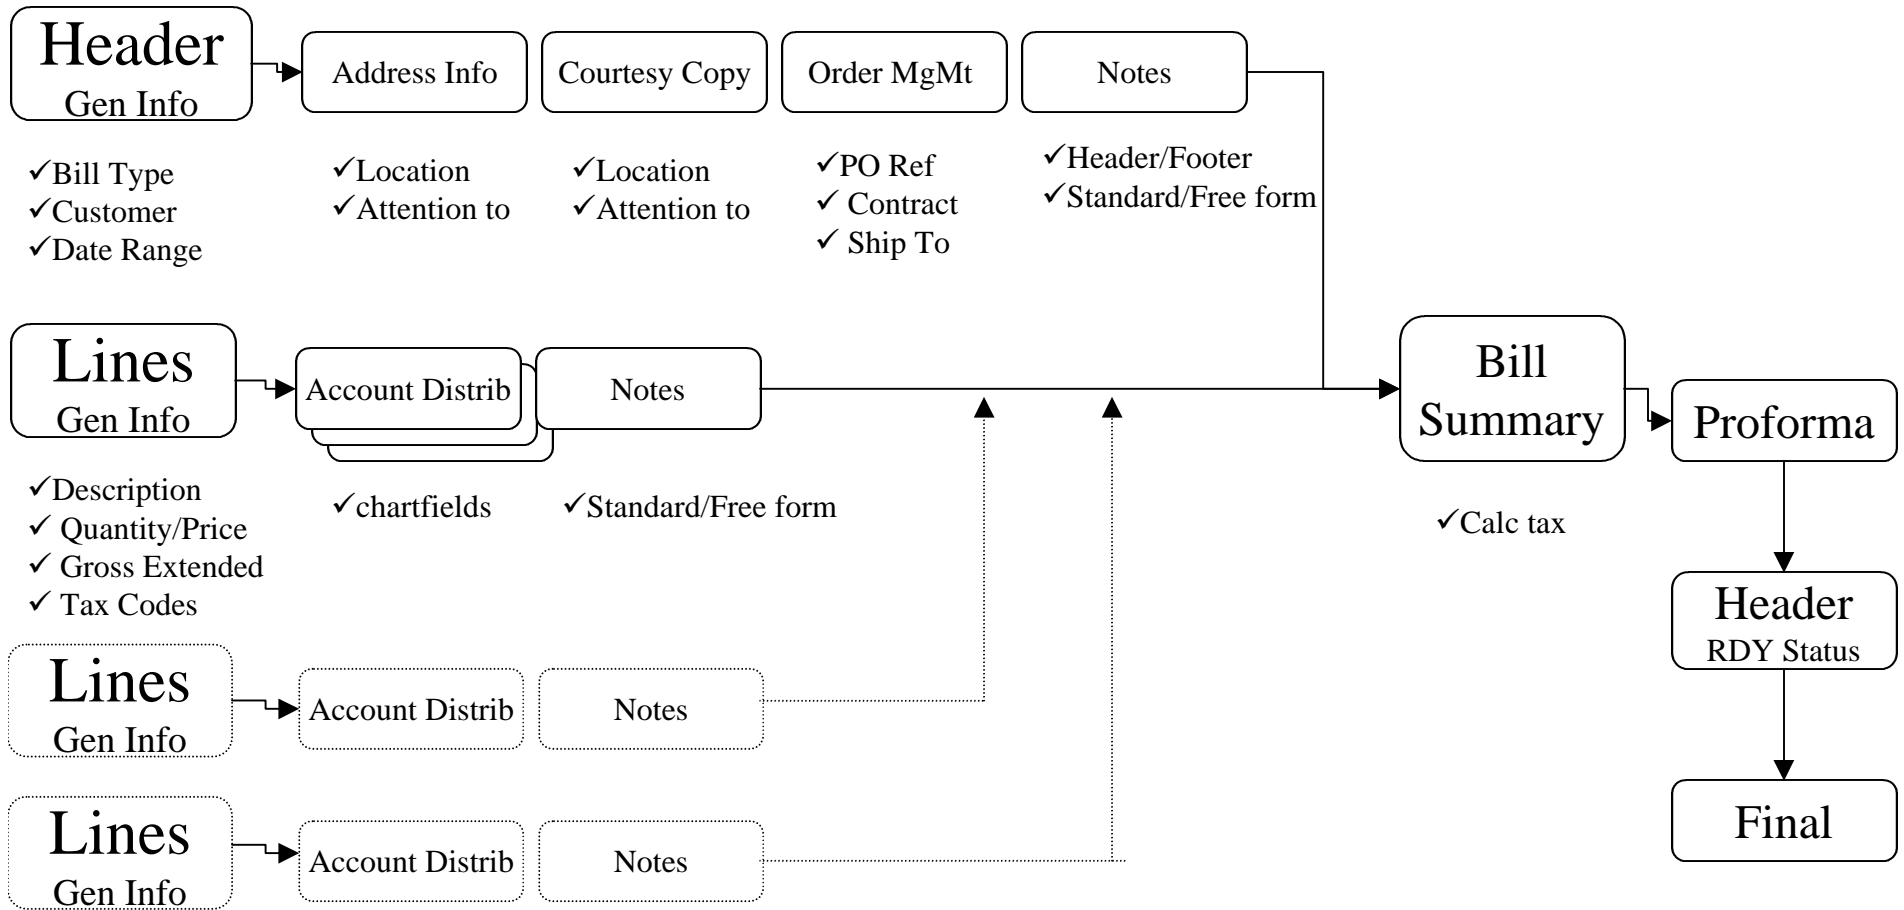 Header
Gen Info
Address Info
Courtesy Copy
Order MgMt
Notes
✓Bill Type
✓Customer
✓Date Range
✓Location
✓Attention to
✓Location
✓Attention to
✓PO Ref
✓ Contract
✓ Ship To
✓Header/Footer
✓Standard/Free form
Lines
Gen Info
Account Distrib
Notes
Bill
Summary
Proforma
✓Description
✓ Quantity/Price
✓ Gross Extended
✓ Tax Codes
✓chartfields
✓Standard/Free form
✓Calc tax
Header
RDY Status
Lines
Gen Info
Account Distrib
Notes
Final
Lines
Gen Info
Account Distrib
Notes